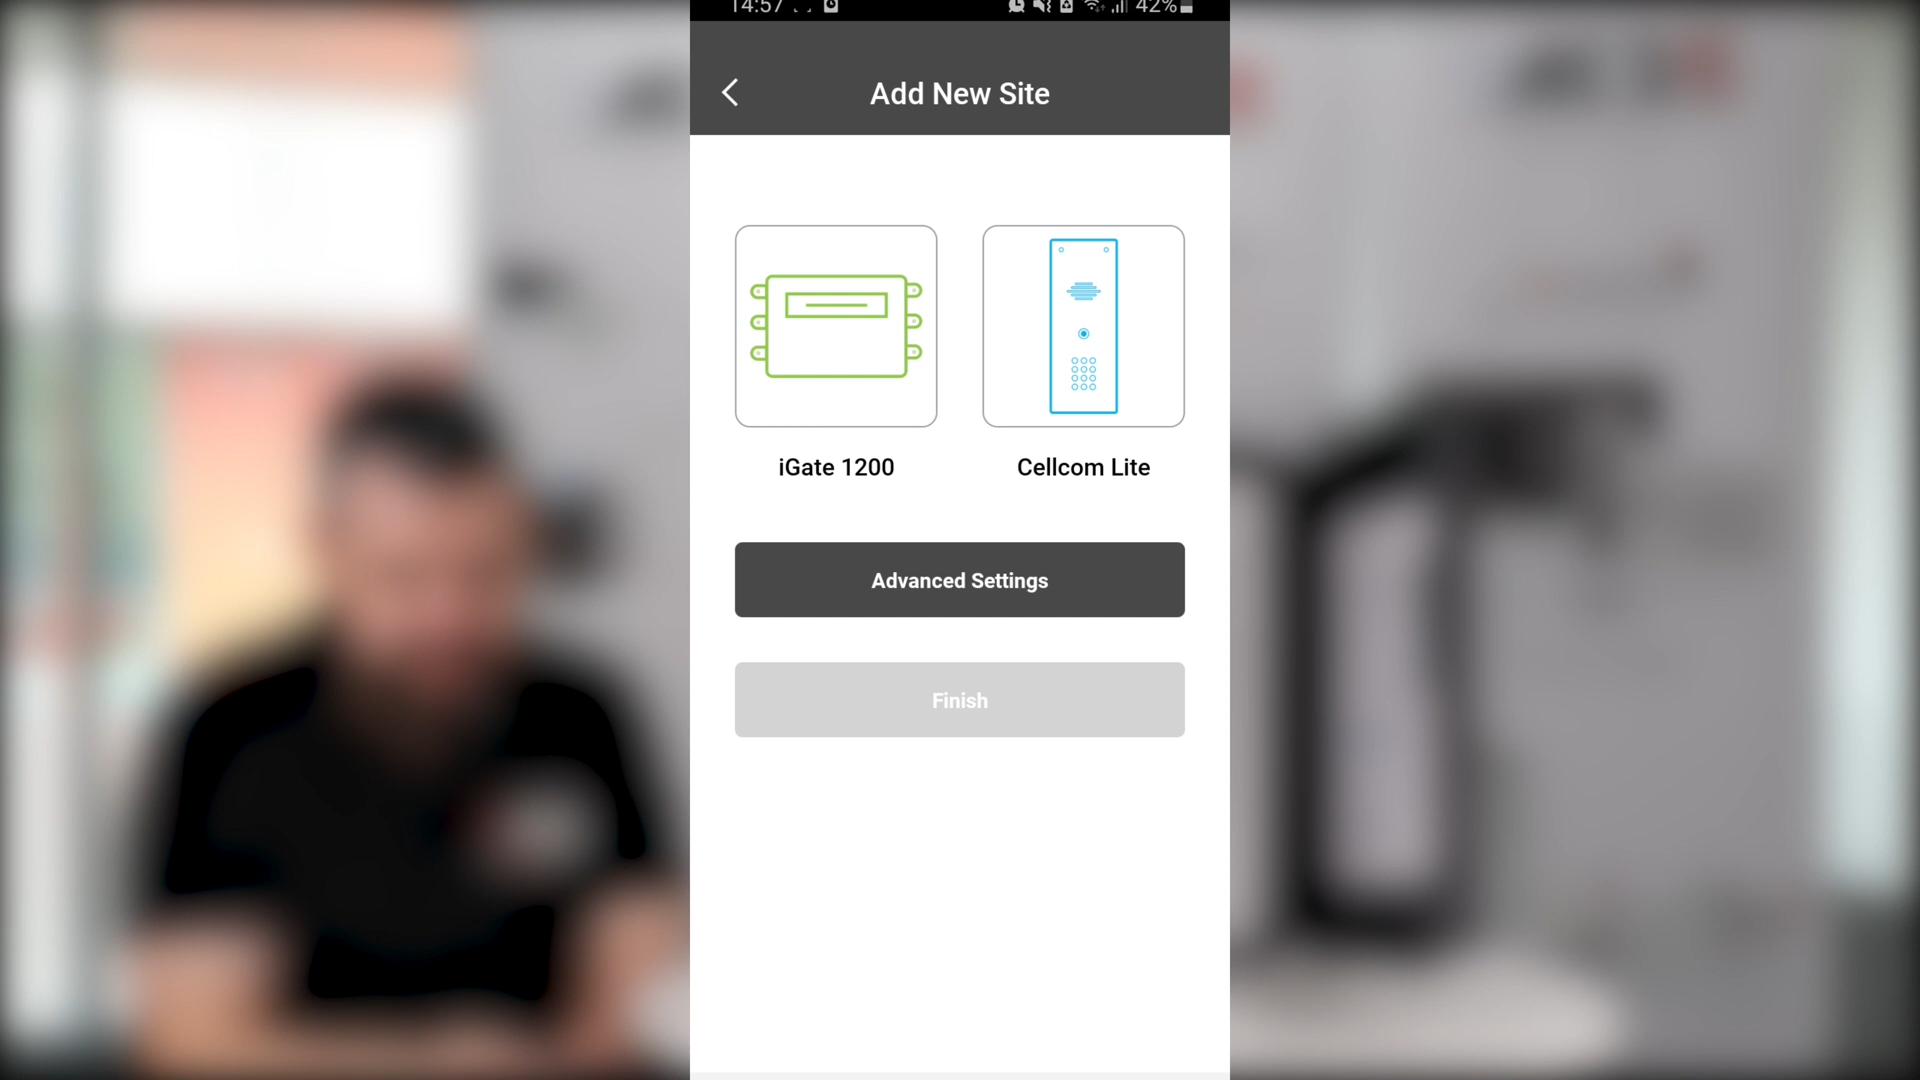 14:57 42%
Add New Site
iGate 1200 Cellcom Lite
Advanced Settings
Finish